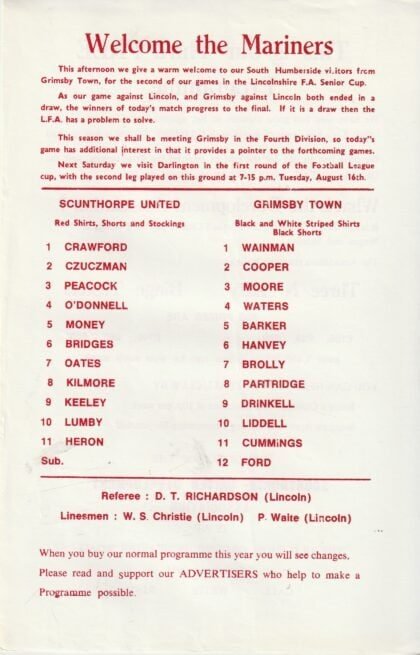 Welcome the Mariners
This afternoon we give a warm welcome to our South Humberside visitors from
Grimsby Town, for the second of our games in the Lincolnshire F.A. Senior Cup.
As our game against Lincoln, and Grimsby against Lincoln both ended in a
draw, the winners of today's match progress to the final. If it is a draw then the
L.F.A. has a problem to solve.
This season we shall be meeting Grimsby in the Fourth Division, so today"s
game has additional interest in that it provides a pointer to the forthcoming games.
Next Saturday we visit Darlington in the first round of the Football League
cup, with the second leg played on this ground at 7-15 p.m. Tuesday, August 16th.
SCUNTHORPE UNITED
Red Shirts, Shorts and Stockings
1 CRAWFORD
2 CZUCZMAN
3 PEACOCK
4 O'DONNELL
5 MONEY
6 BRIDGES
7 OATES
8 KILMORE
9 KEELEY
10 LUMBY
11 HERON
Sub.
GRIMSBY TOWN
Black and White Striped Shirts
Black Shorts
1 WAINMAN
2 COOPER
3 MOORE
4 WATERS
5 BARKER
6 HANVEY
7 BROLLY
8 PARTRIDGE
9 DRINKELL
10 LIDDELL
11 CUMMINGS
12 FORD
Referee : D. T. RICHARDSON (Lincoln)
Linesmen : W. S. Christie (Lincoln) P. Waite (Lincoln)
When you buy our normal programme this year you will see changes.
Please read and support our ADVERTISERS who help to make a
Programme possible.